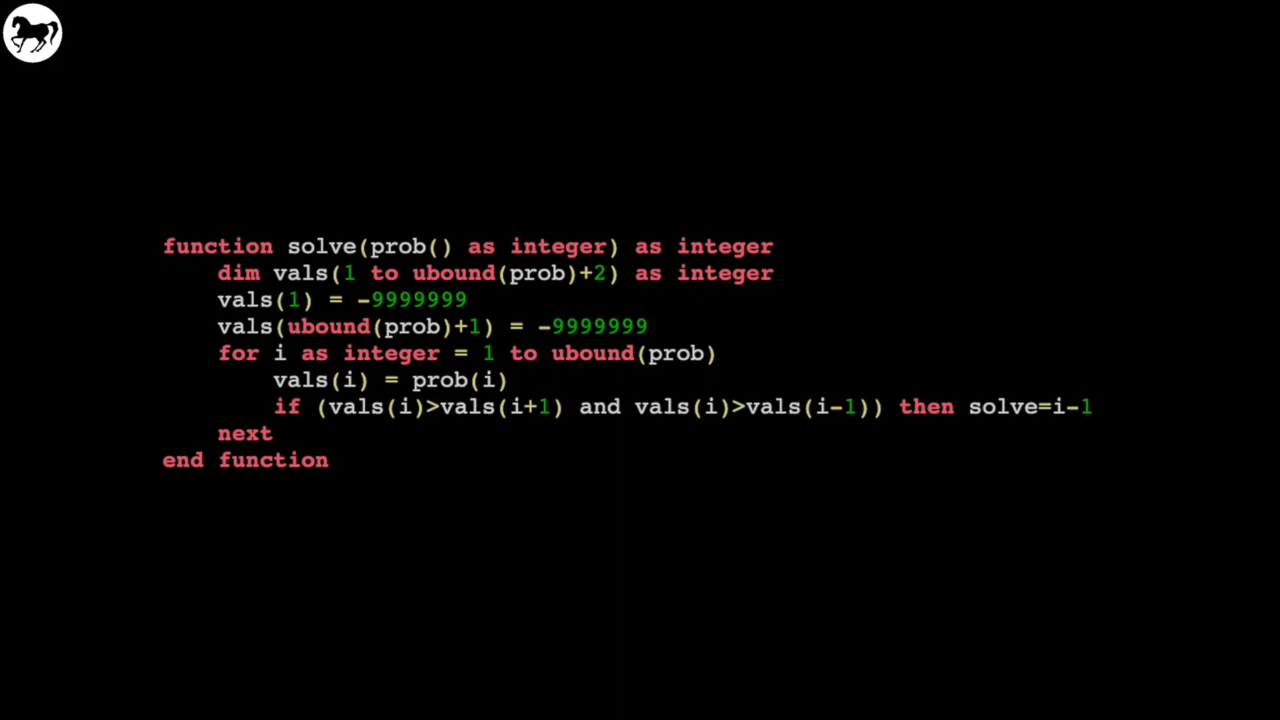 function solve(prob() as integer) as integer
    dim vals(1 to ubound(prob)+2) as integer
    vals(1) = -9999999
    vals(ubound(prob)+1) = -9999999
    for i as integer = 1 to ubound(prob)
        vals(i) = prob(i)
        if (vals(i)>vals(i+1) and vals(i)>vals(i-1)) then solve=i-1
    next
end function